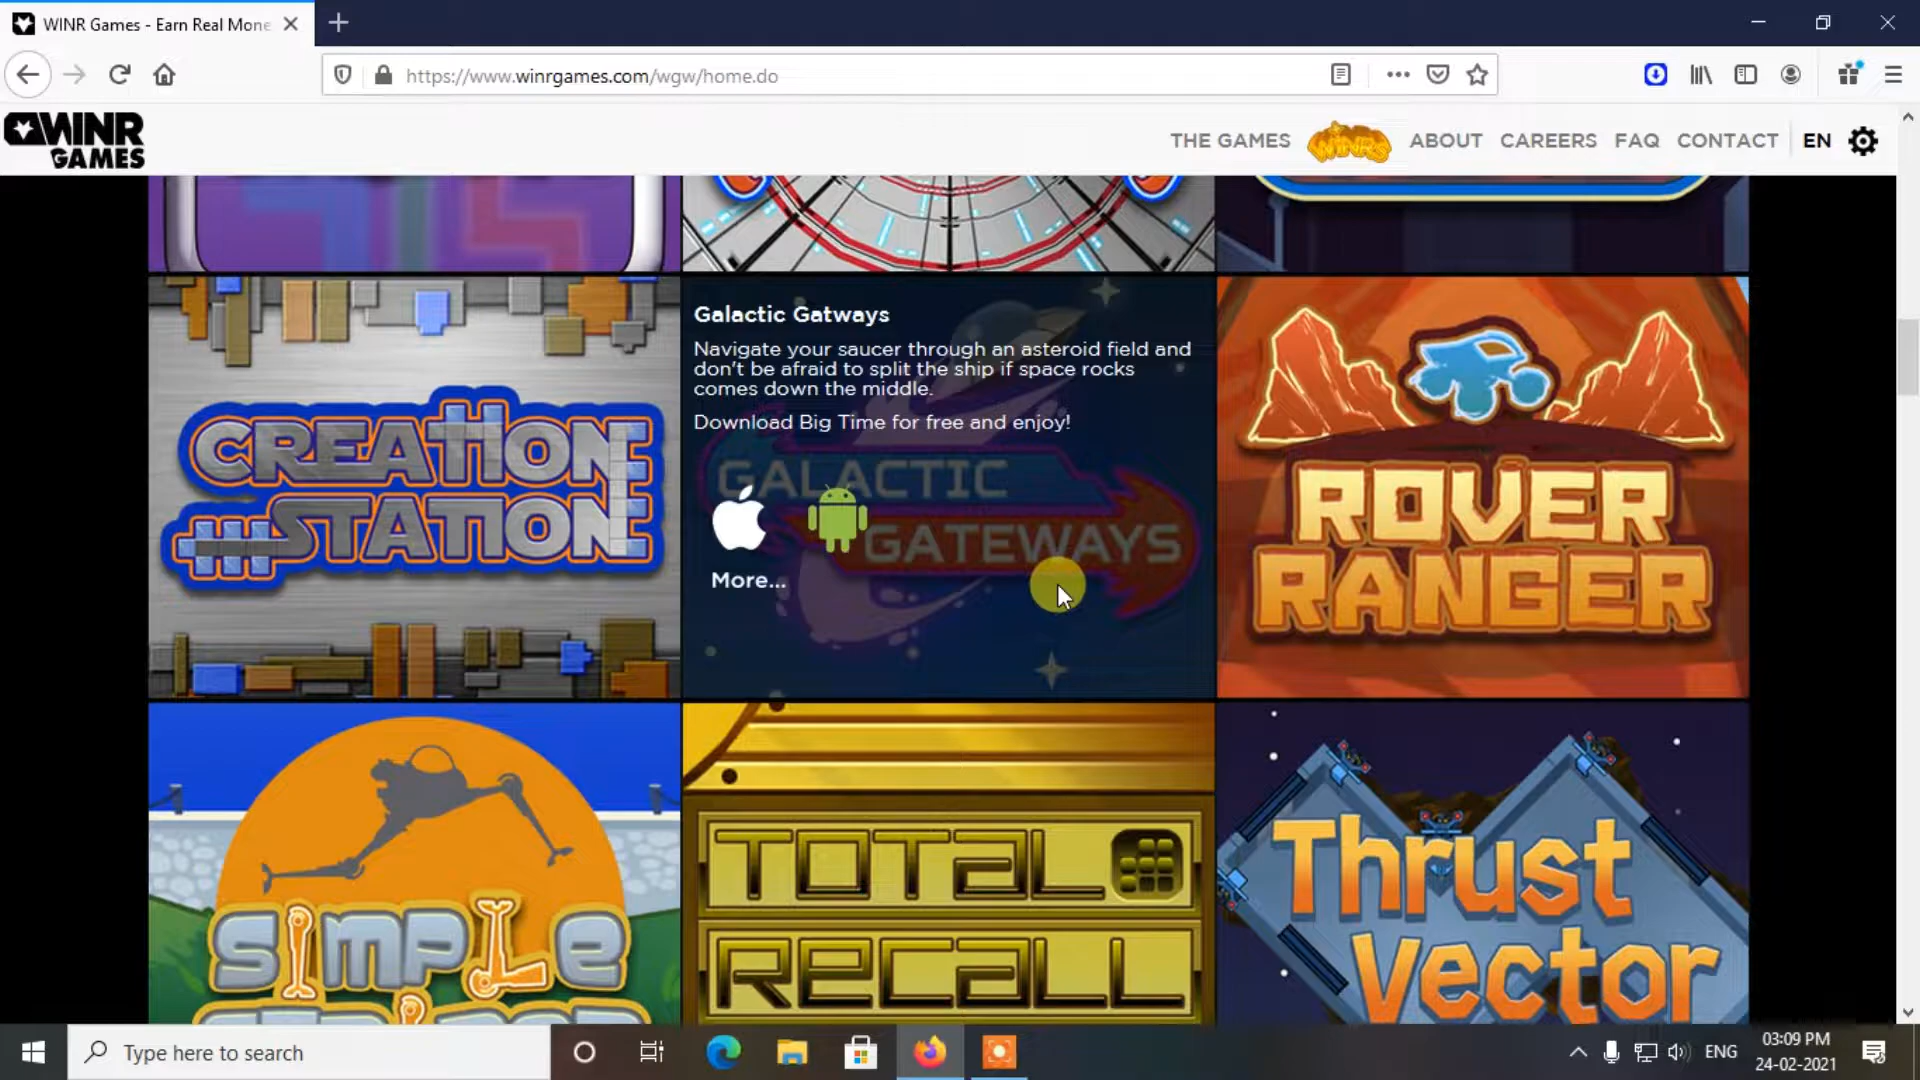 WINR Games - Earn Real Mone
https://www.winrgames.com/wgw/home.do
WINR
GAMES
THE GAMES
WINRS
ABOUT
CAREERS
FAQ
CONTACT
EN
CREATION
STATION
Galactic Gatways
Navigate your saucer through an asteroid field and
don't be afraid to split the ship if space rocks
comes down the middle.
Download Big Time for free and enjoy!
GALACTIC
GATEWAYS
More...
ROVER
RANGER
SIMPLE
TOTAL
RECALL
Thrust
Vector
Type here to search
ENG
03:09 PM
24-02-2021